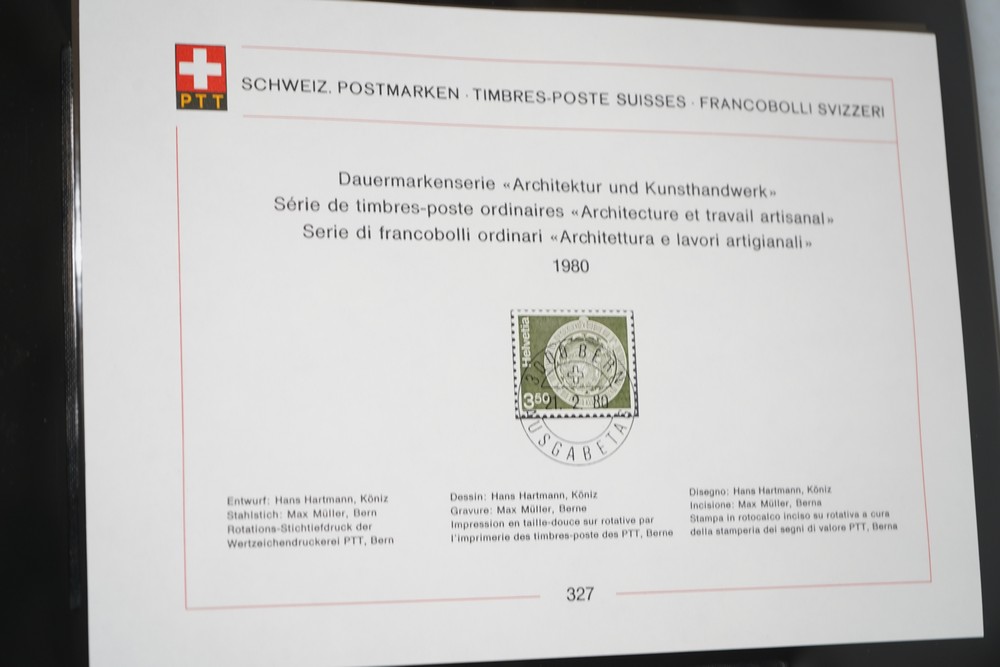 PTT
SCHWEIZ. POSTMARKEN · TIMBRES-POSTE SUISSES · FRANCOBOLLI SVIZZERI
Dauermarkenserie «Architektur und Kunsthandwerk»
Série de timbres-poste ordinaires «Architecture et travail artisanal»
Serie di francobolli ordinari «Architettura e lavori artigianali»
1980
Helvetia
3000 BERN
350
21. 2. 80
AUSGABETAG
Entwurf: Hans Hartmann, Köniz
Stahlstich: Max Müller, Bern
Rotations-Stichtiefdruck der
Wertzeichendruckerei PTT, Bern
Dessin: Hans Hartmann, Köniz
Gravure: Max Müller, Berne
Impression en taille-douce sur rotative par
l'imprimerie des timbres-poste des PTT, Berne
Disegno: Hans Hartmann, Köniz
Incisione: Max Müller, Berna
Stampa in rotocalco inciso su rotativa a cura
della stamperia dei segni di valore PTT, Berna
327